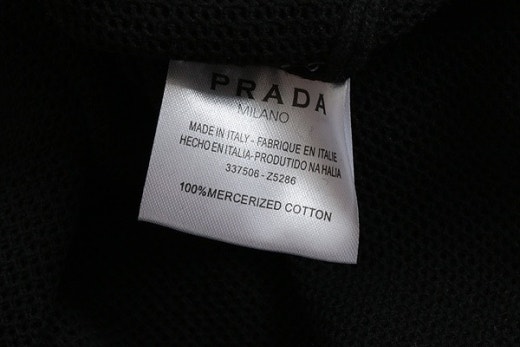 PRADA
MILANO
MADE IN ITALY - FABRIQUE EN ITALIE
HECHO EN ITALIA-PRODUTIDO NA HALIA
337506 - Z5286
100%MERCERIZED COTTON